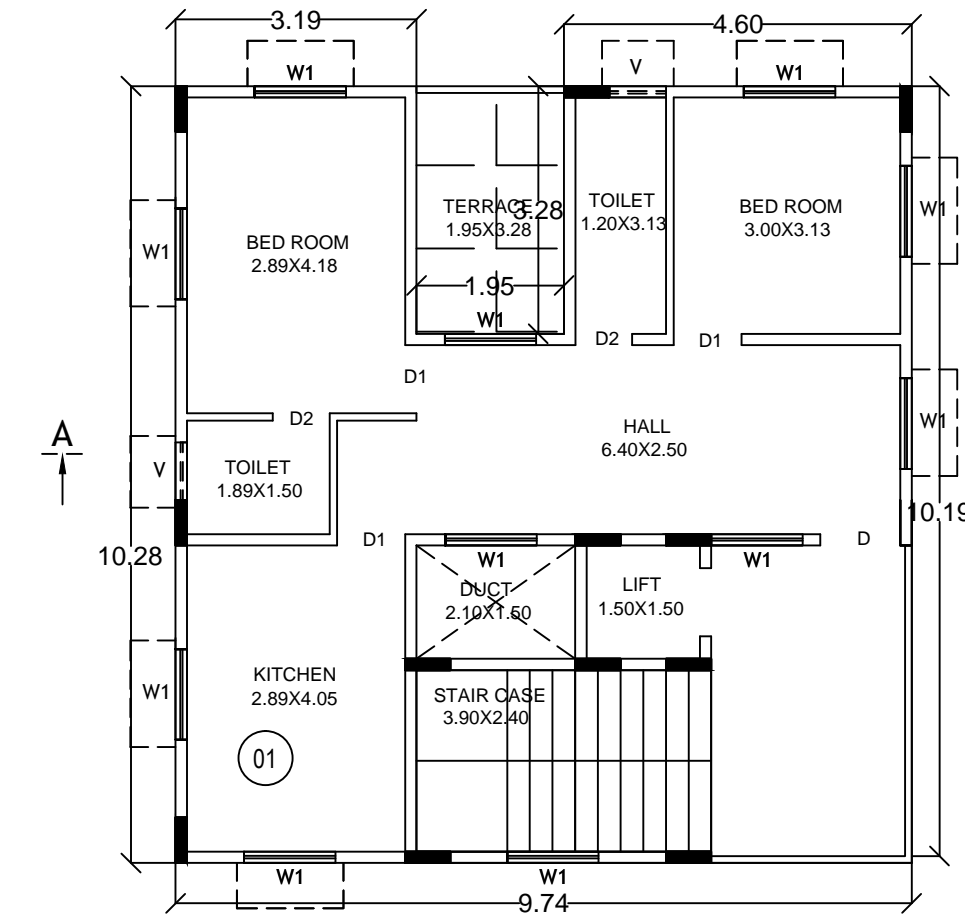 3.19
4.60
W1
V
W1
TERRACE
1.95X3.28
3.28
TOILET
1.20X3.13
BED ROOM
3.00X3.13
W1
BED ROOM
2.89X4.18
W1
1.95
W1
D2
D1
D1
D2
HALL
6.40X2.50
W1
A
V
TOILET
1.89X1.50
10.19
10.28
D1
W1
W1
D
DUCT
2.10X1.50
LIFT
1.50X1.50
KITCHEN
2.89X4.05
W1
STAIR CASE
3.90X2.40
01
W1
W1
9.74